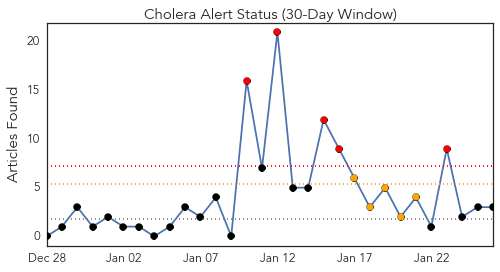 Cholera Alert Status (30-Day Window)
Articles Found
20
15
10
5
0
Dec 28
Jan 02
Jan 07
Jan 12
Jan 17
Jan 22